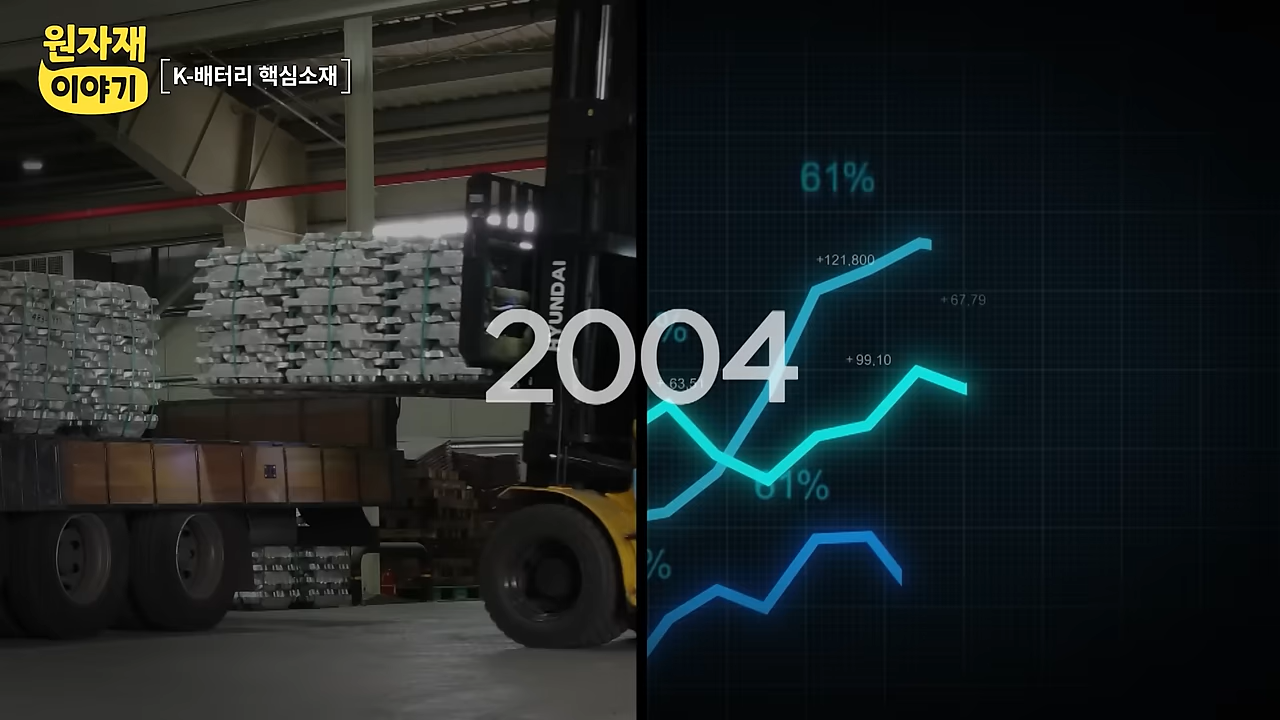 원자재
이야기
[K-배터리 핵심소재]
61%
+121,800
+67,79
HYUNDAI
2004
%
+99,10
63,5
61%
%